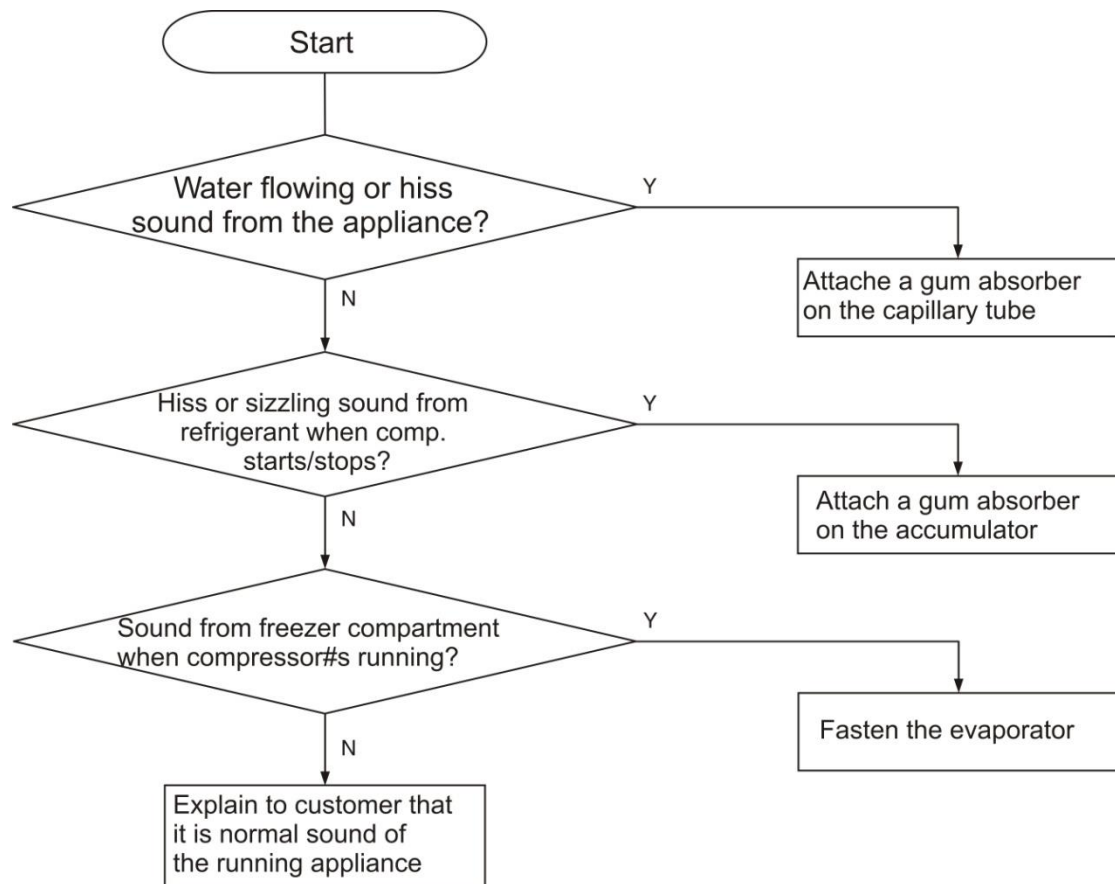 Start
Water flowing or hiss
sound from the appliance?
Y
Attache a gum absorber
on the capillary tube
N
Hiss or sizzling sound from
refrigerant when comp.
starts/stops?
Y
Attach a gum absorber
on the accumulator
N
Sound from freezer compartment
when compressor#s running?
Y
Fasten the evaporator
N
Explain to customer that
it is normal sound of
the running appliance